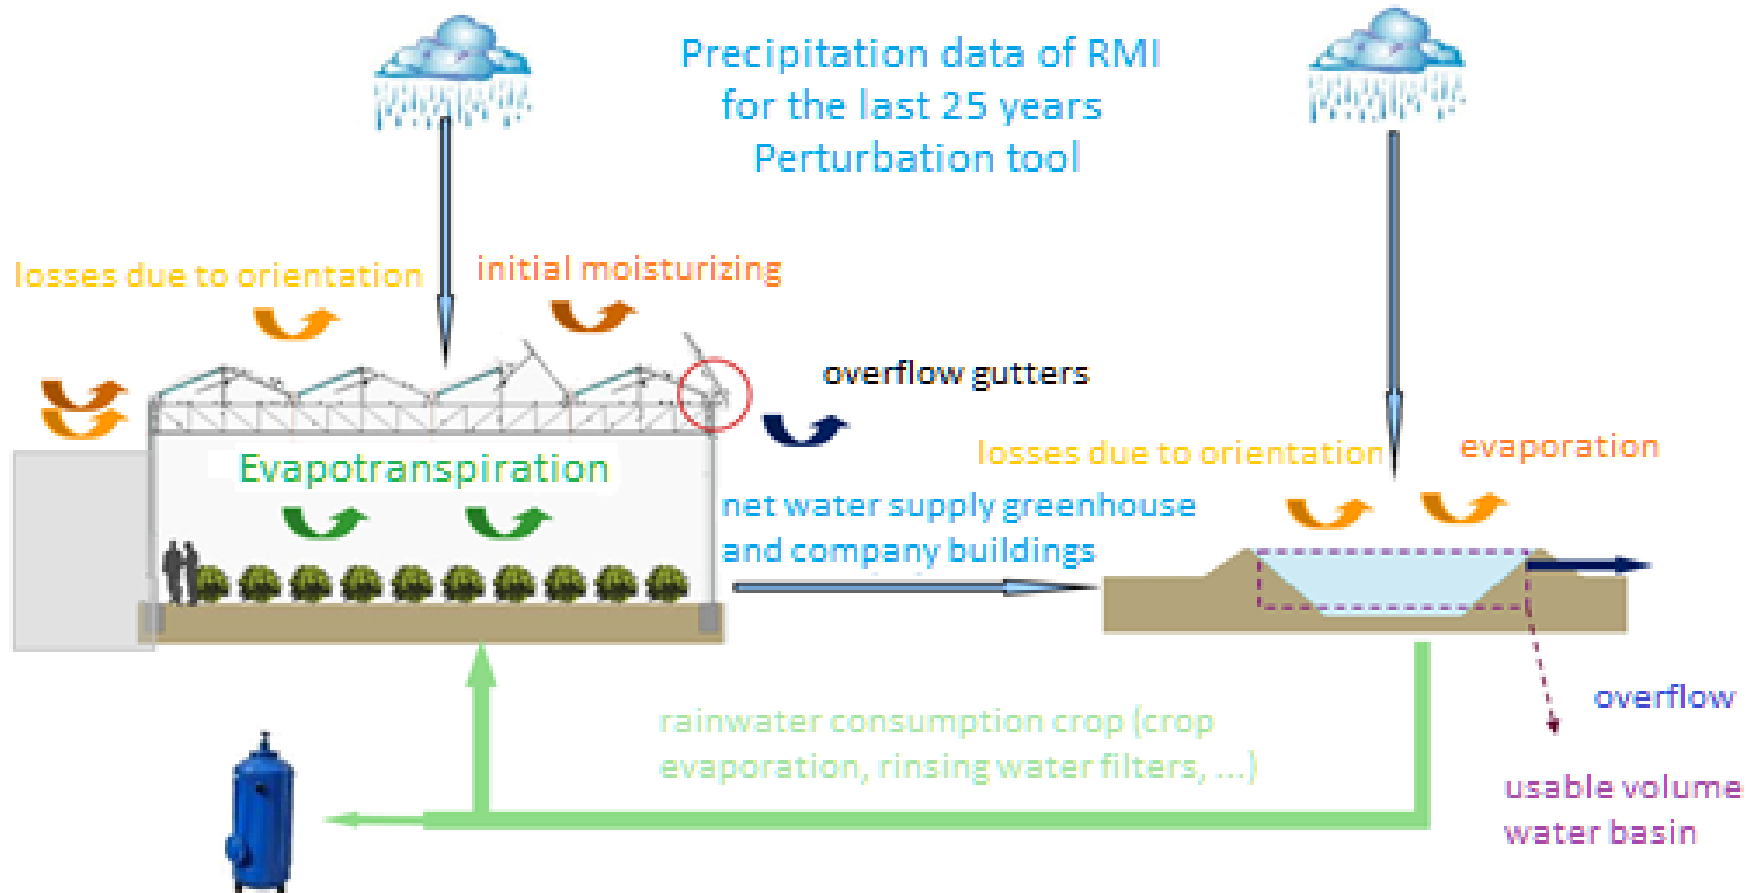 Precipitation data of RMI
for the last 25 years
Perturbation tool
losses due to orientation
initial moisturizing
overflow gutters
losses due to orientation
evaporation
Evapotranspiration
net water supply greenhouse
and company buildings
overflow
rainwater consumption crop (crop
evaporation, rinsing water filters, ...)
usable volume
water basin